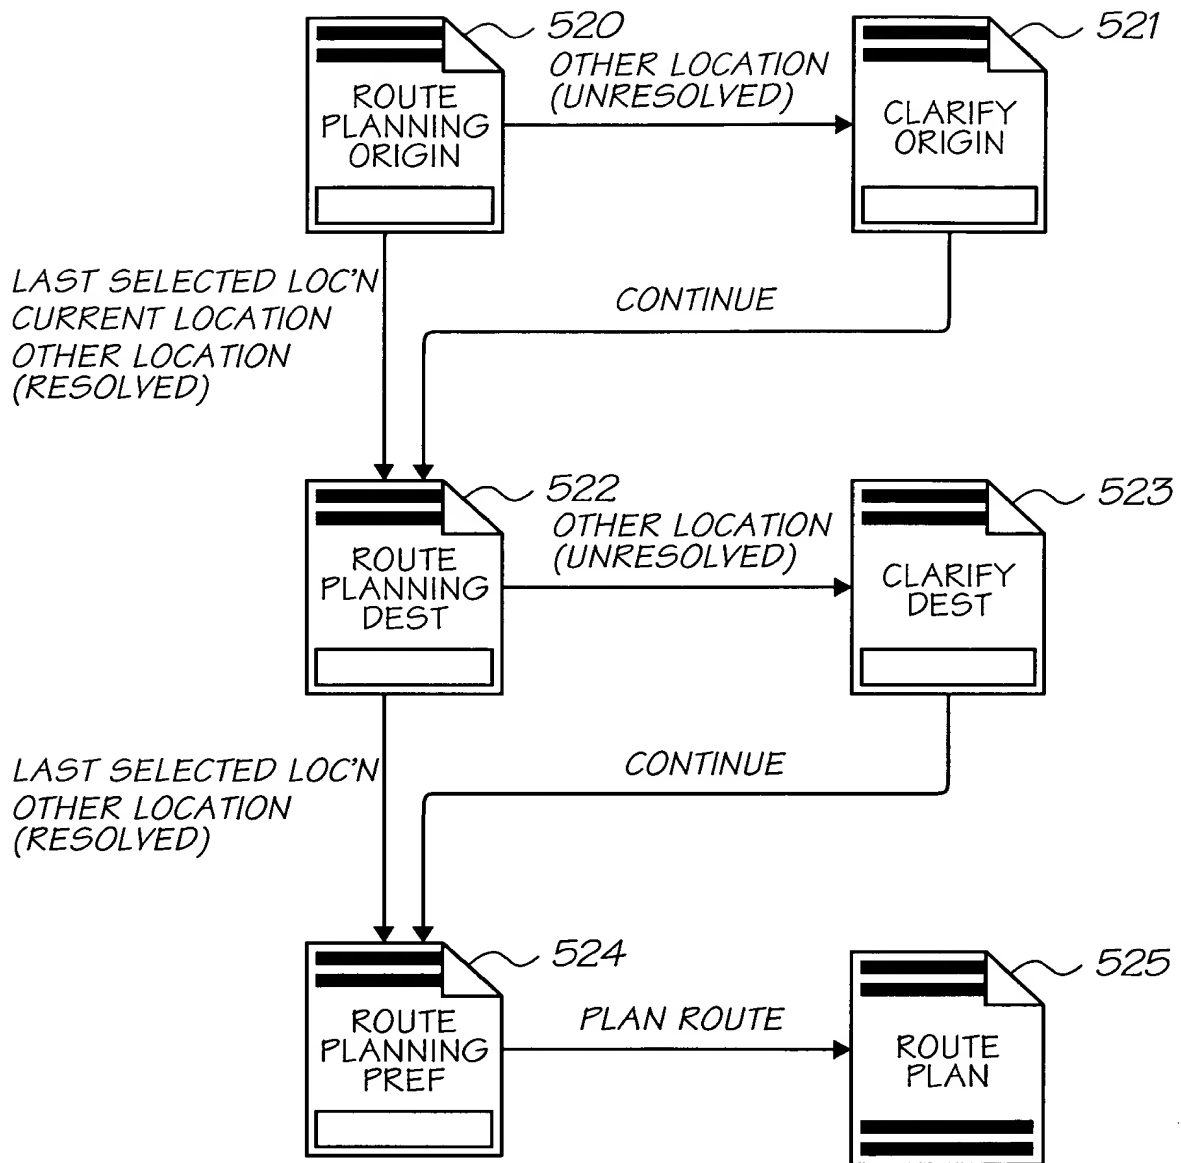 520
521
OTHER LOCATION
(UNRESOLVED)
ROUTE
PLANNING
ORIGIN
CLARIFY
ORIGIN
LAST SELECTED LOC'N
CURRENT LOCATION
OTHER LOCATION
(RESOLVED)
CONTINUE
522
523
OTHER LOCATION
(UNRESOLVED)
ROUTE
PLANNING
DEST
CLARIFY
DEST
LAST SELECTED LOC'N
OTHER LOCATION
(RESOLVED)
CONTINUE
524
525
PLAN ROUTE
ROUTE
PLANNING
PREF
ROUTE
PLAN